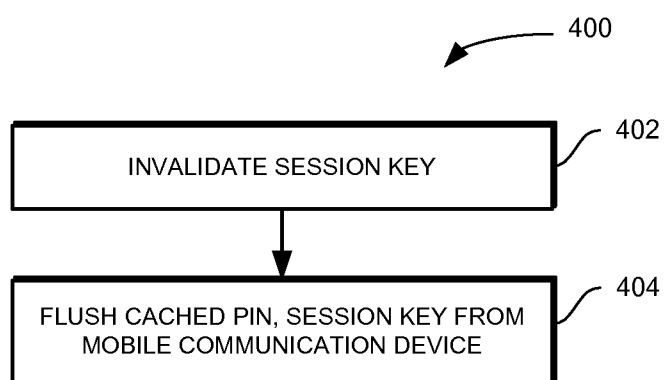 400
402
INVALIDATE SESSION KEY
404
FLUSH CACHED PIN, SESSION KEY FROM
MOBILE COMMUNICATION DEVICE